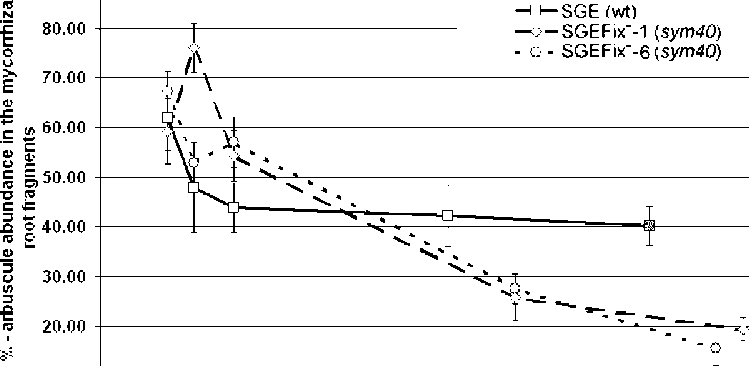 SGE (wt)
SGEFix⁻-1 (sym40)
SGEFix⁻-6 (sym40)
% - arbuscule abundance in the mycorrhiza
root fragments
80.00
70.00
60.00
50.00
40.00
30.00
20.00